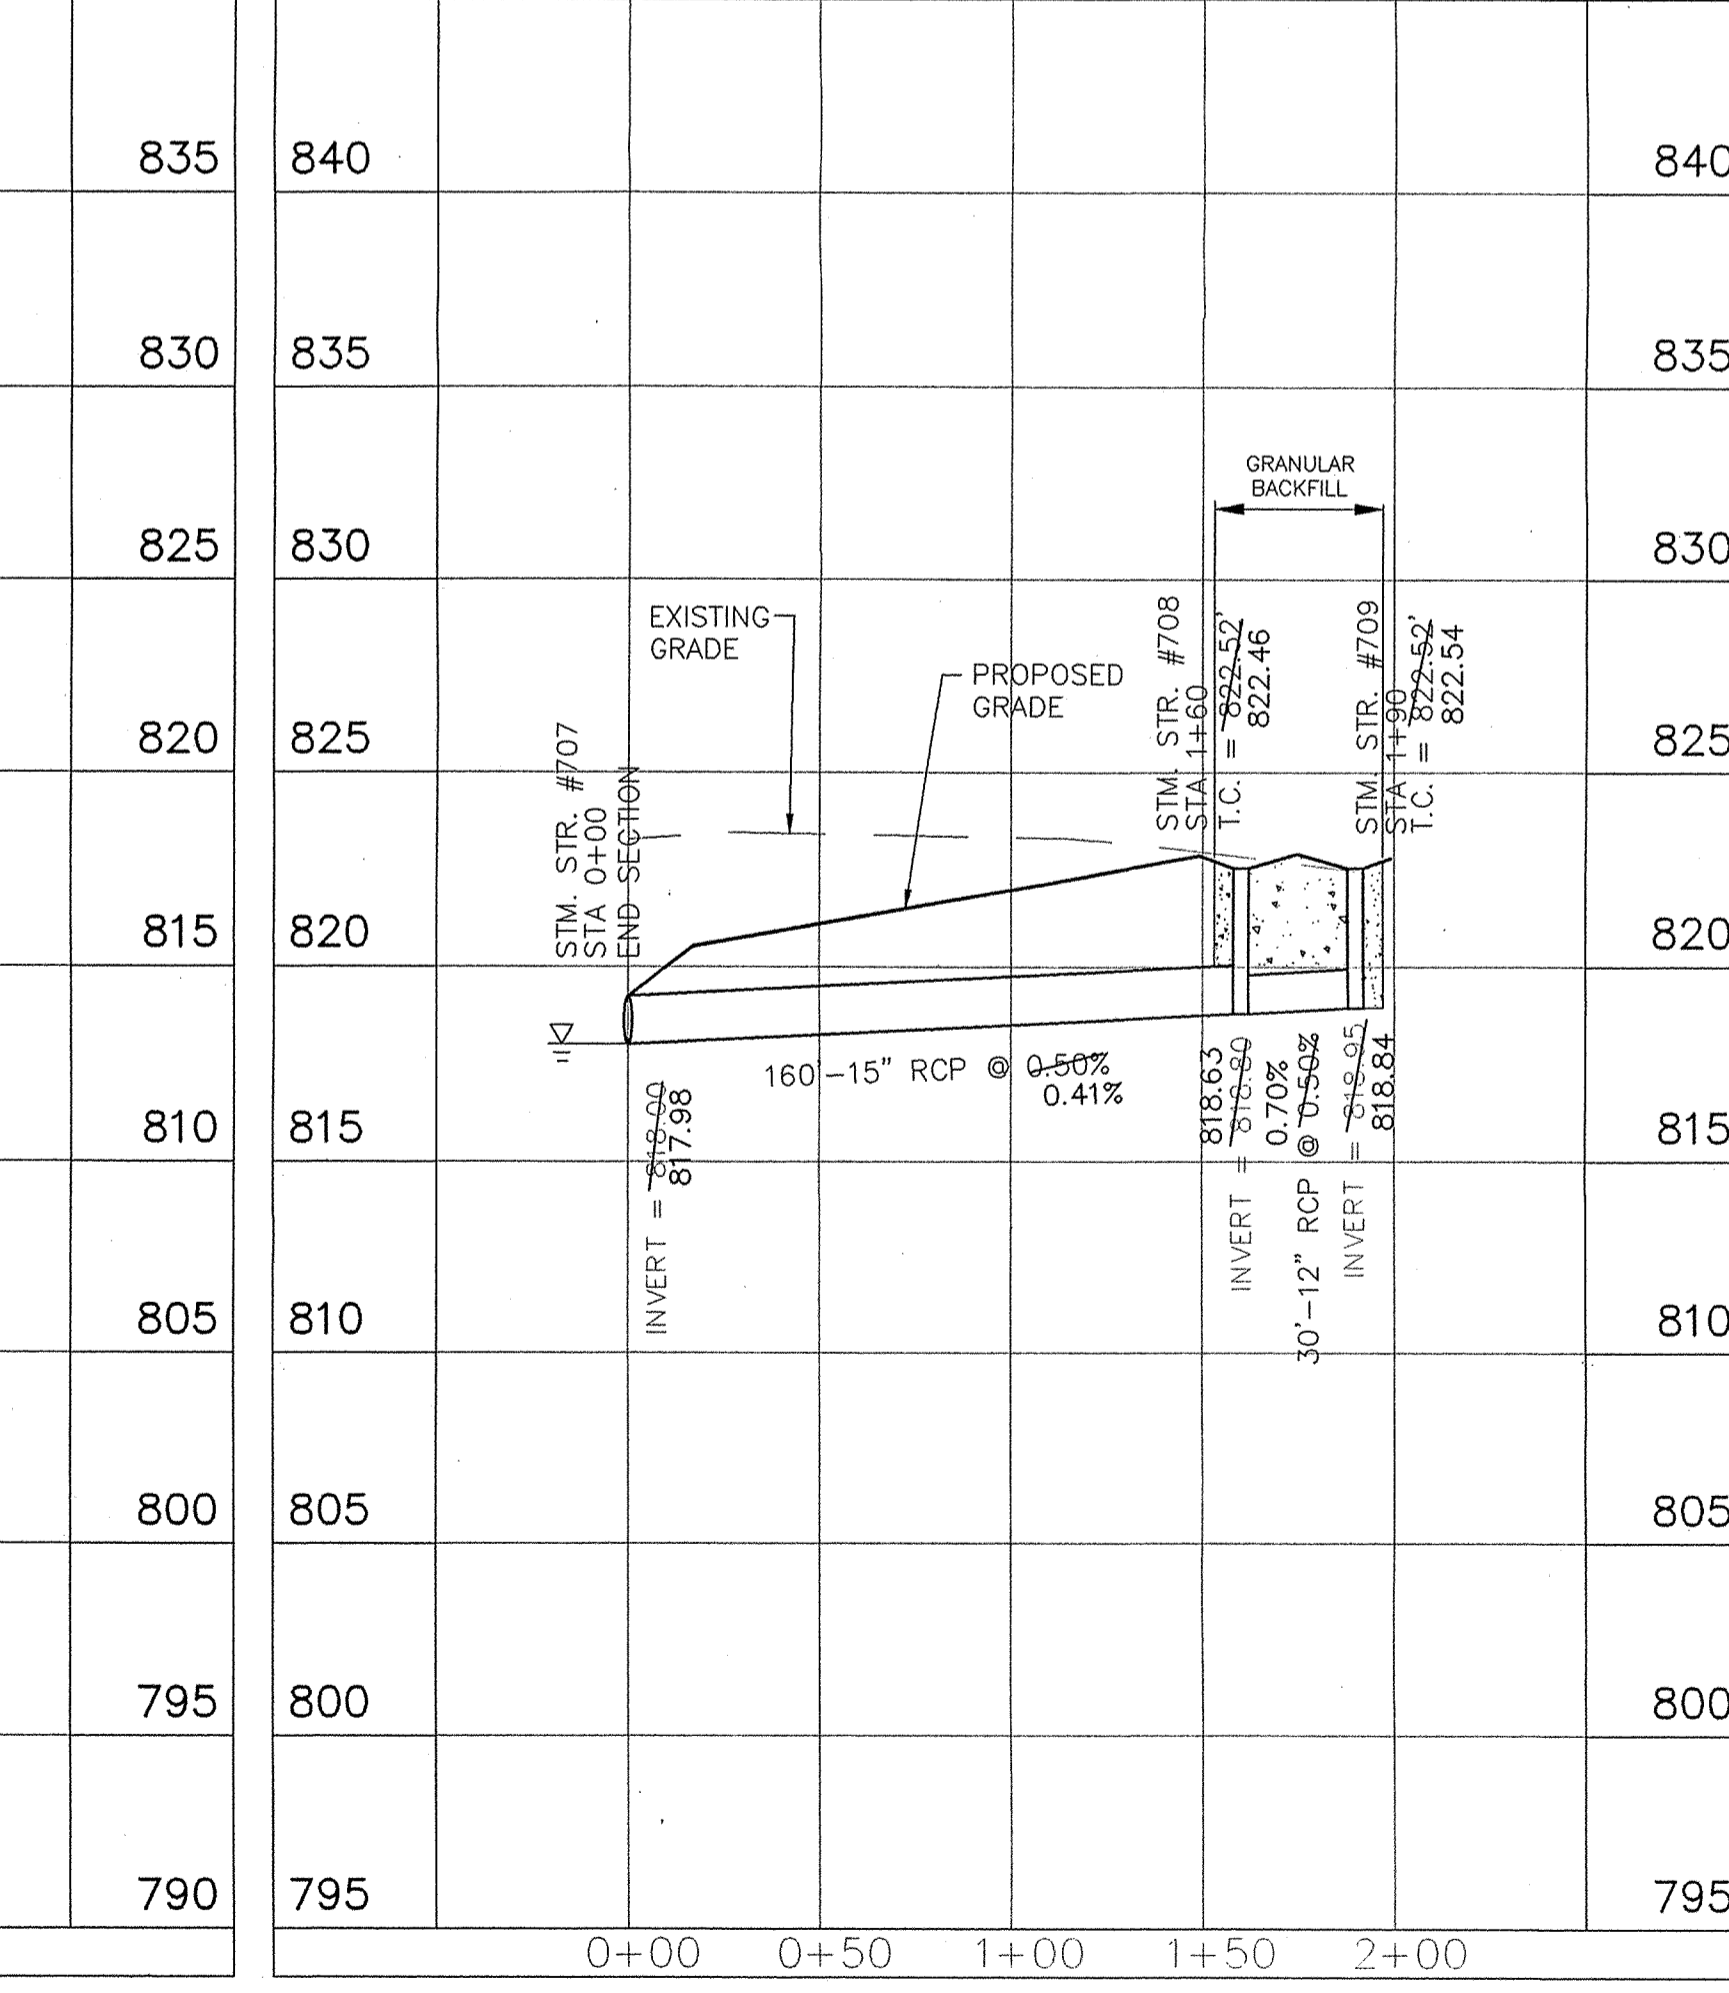 835
830
825
820
815
810
805
800
795
790
840
835
830
825
820
815
810
805
800
795
GRANULAR
BACKFILL
EXISTING
GRADE
PROPOSED
GRADE
STM. STR. #707
STA 0+00
END SECTION
STM. STR. #708
STA 1+60
T.C. = 822.52'
822.46
STM. STR. #709
STA 1+90
T.C. = 822.52'
822.54
160'-15" RCP @ 0.50%
0.41%
INVERT = 818.00
817.98
818.63
INVERT = 818.80
0.70%
30'-12" RCP @ 0.50%
INVERT = 818.95
818.84
840
835
830
825
820
815
810
805
800
795
0+00 0+50 1+00 1+50 2+00